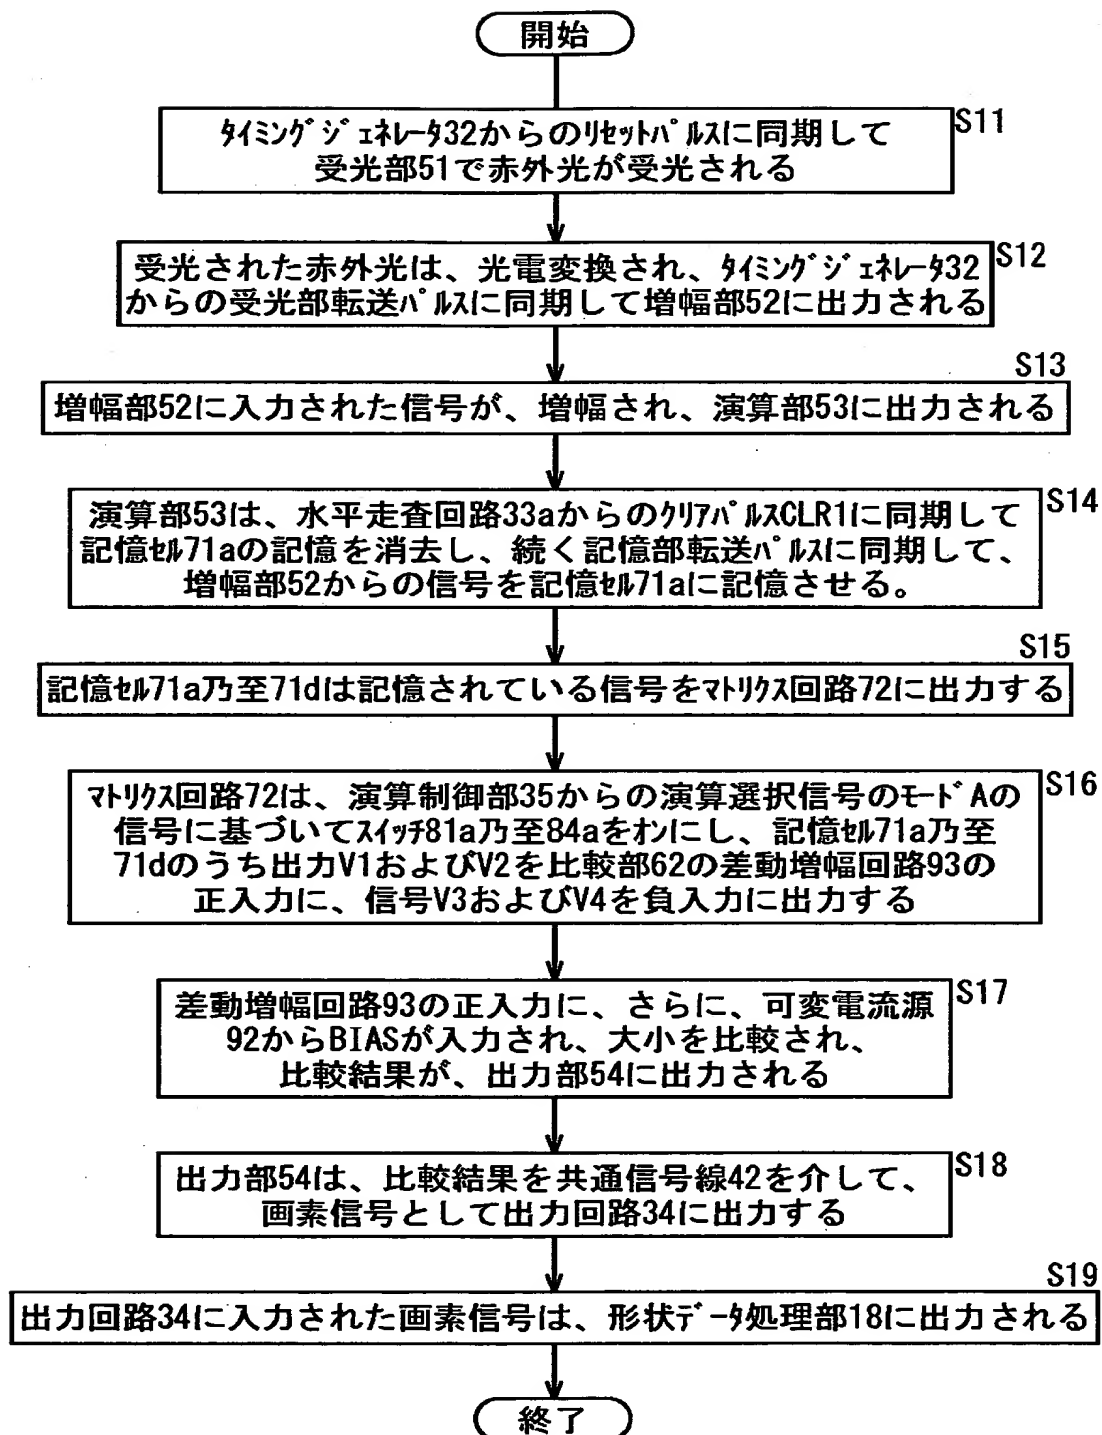 開始
S11
ﾀｲﾐﾝｸﾞｼﾞｪﾈﾚｰﾀ32からのﾘｾｯﾄﾊﾟﾙｽに同期して
受光部51で赤外光が受光される
S12
受光された赤外光は、光電変換され、ﾀｲﾐﾝｸﾞｼﾞｪﾈﾚｰﾀ32
からの受光部転送ﾊﾟﾙｽに同期して増幅部52に出力される
S13
増幅部52に入力された信号が、増幅され、演算部53に出力される
S14
演算部53は、水平走査回路33aからのｸﾘｱﾊﾟﾙｽCLR1に同期して
記憶ｾﾙ71aの記憶を消去し、続く記憶部転送ﾊﾟﾙｽに同期して、
増幅部52からの信号を記憶ｾﾙ71aに記憶させる。
S15
記憶ｾﾙ71a乃至71dは記憶されている信号をﾏﾄﾘｸｽ回路72に出力する
S16
ﾏﾄﾘｸｽ回路72は、演算制御部35からの演算選択信号のﾓｰﾄﾞAの
信号に基づいてｽｲｯﾁ81a乃至84aをｵﾝにし、記憶ｾﾙ71a乃至
71dのうち出力V1およびV2を比較部62の差動増幅回路93の
正入力に、信号V3およびV4を負入力に出力する
S17
差動増幅回路93の正入力に、さらに、可変電流源
92からBIASが入力され、大小を比較され、
比較結果が、出力部54に出力される
S18
出力部54は、比較結果を共通信号線42を介して、
画素信号として出力回路34に出力する
S19
出力回路34に入力された画素信号は、形状ﾃﾞｰﾀ処理部18に出力される
終了